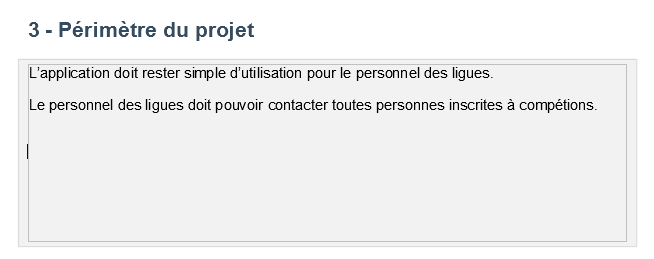 3 - Périmètre du projet
L’application doit rester simple d’utilisation pour le personnel des ligues.
Le personnel des ligues doit pouvoir contacter toutes personnes inscrites à compétions.